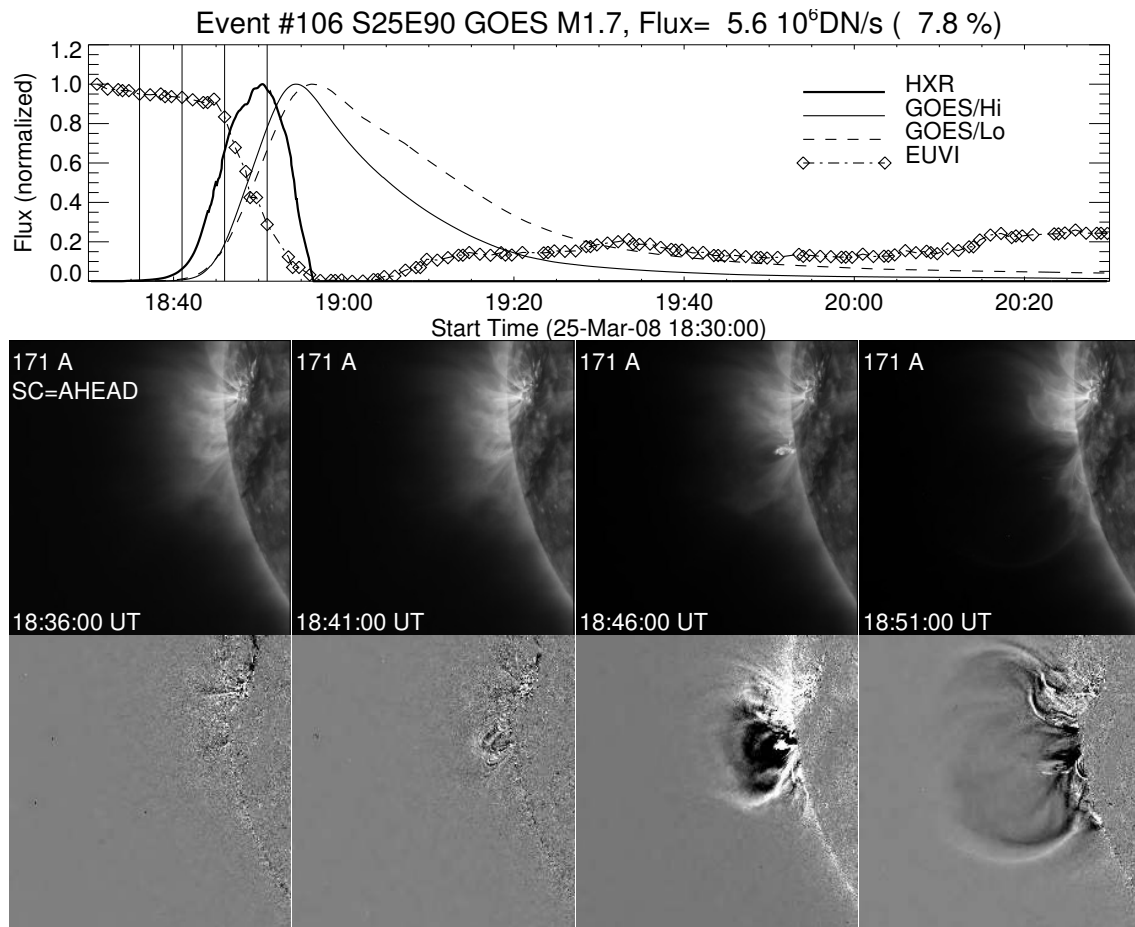 Event #106 S25E90 GOES M1.7, Flux= 5.6 10⁶DN/s ( 7.8 %)
1.2
1.0
0.8
0.6
0.4
0.2
0.0
Flux (normalized)
HXR
GOES/Hi
GOES/Lo
EUVI
18:40 19:00 19:20 19:40 20:00 20:20
Start Time (25-Mar-08 18:30:00)
171 A 171 A 171 A 171 A
SC=AHEAD
18:36:00 UT 18:41:00 UT 18:46:00 UT 18:51:00 UT